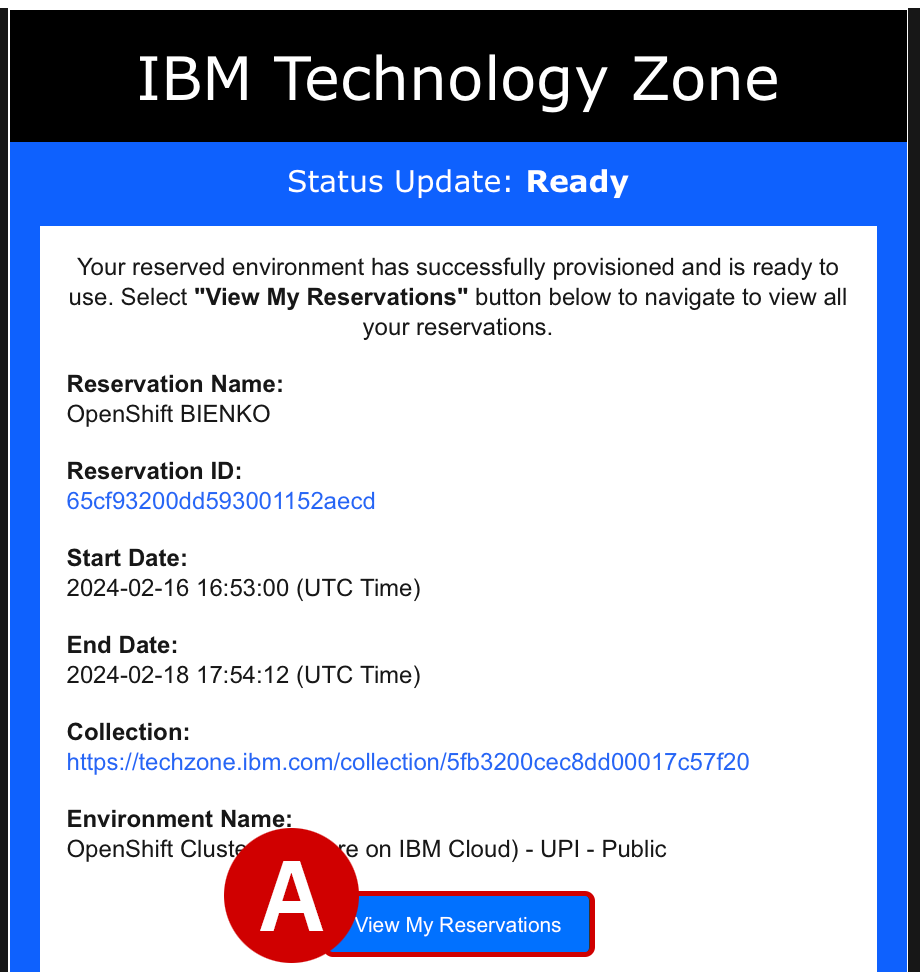 IBM Technology Zone
Status Update: Ready
Your reserved environment has successfully provisioned and is ready to
use. Select "View My Reservations" button below to navigate to view all
your reservations.
Reservation Name:
OpenShift BIENKO
Reservation ID:
65cf93200dd593001152aecd
Start Date:
2024-02-16 16:53:00 (UTC Time)
End Date:
2024-02-18 17:54:12 (UTC Time)
Collection:
https://techzone.ibm.com/collection/5fb3200cec8dd00017c57f20
Environment Name:
OpenShift on IBM Cloud) - UPI - Public
A
View My Reservations